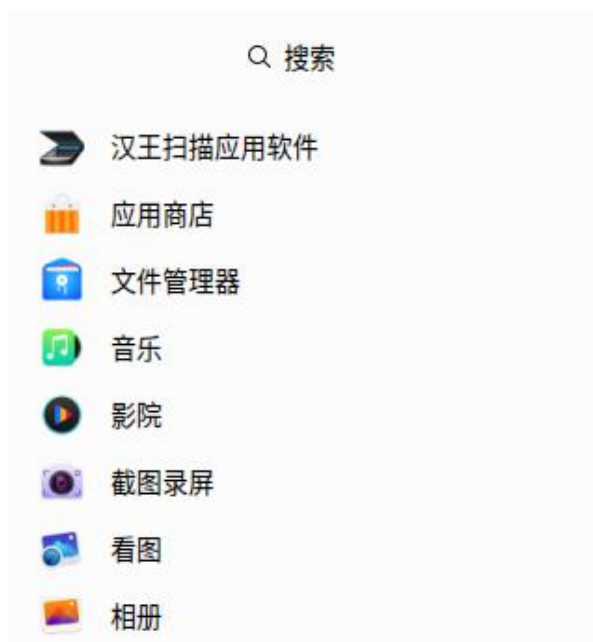 搜索
汉王扫描应用软件
应用商店
文件管理器
音乐
影院
截图录屏
看图
相册